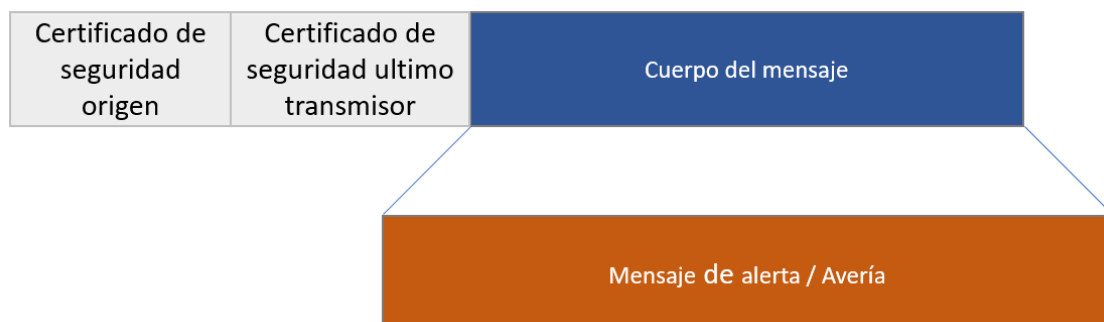 Certificado de
seguridad
origen
Certificado de
seguridad ultimo
transmisor
Cuerpo del mensaje
Mensaje de alerta / Avería